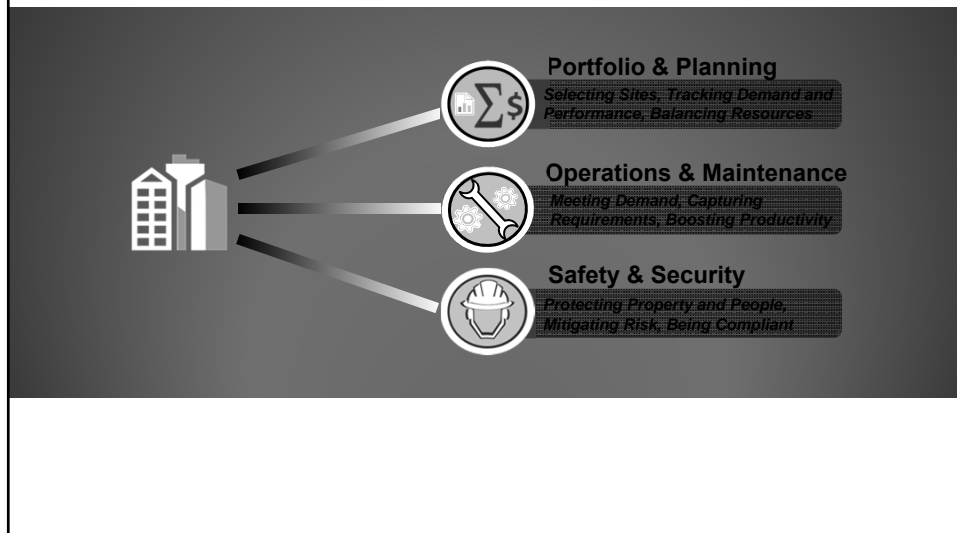 Portfolio & Planning
Selecting Sites, Tracking Demand and
Performance, Balancing Resources
Operations & Maintenance
Meeting Demand, Capturing
Requirements, Boosting Productivity
Safety & Security
Protecting Property and People,
Mitigating Risk, Being Compliant